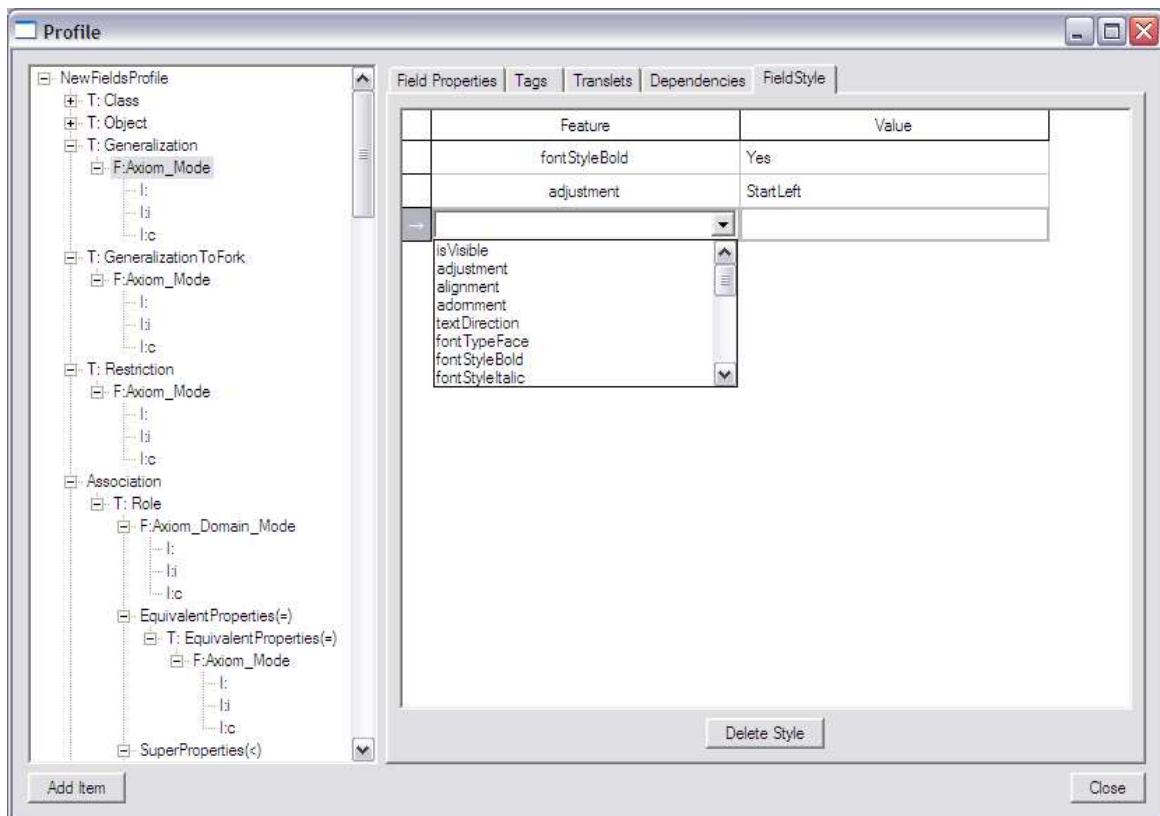 Profile
NewFieldsProfile
T: Class
T: Object
T: Generalization
F:Axiom_Mode
I:
I:i
I:c
T: GeneralizationToFork
F:Axiom_Mode
I:
I:i
I:c
T: Restriction
F:Axiom_Mode
I:
I:i
I:c
Association
T: Role
F:Axiom_Domain_Mode
I:
I:i
I:c
EquivalentProperties(=)
T: EquivalentProperties(=)
F:Axiom_Mode
I:
I:i
I:c
SuperProperties(<)
Add Item
Field Properties Tags Translets Dependencies FieldStyle
Feature Value
fontStyleBold Yes
adjustment StartLeft
isVisible
adjustment
alignment
adornment
textDirection
fontTypeFace
fontStyleBold
fontStyleItalic
Delete Style
Close